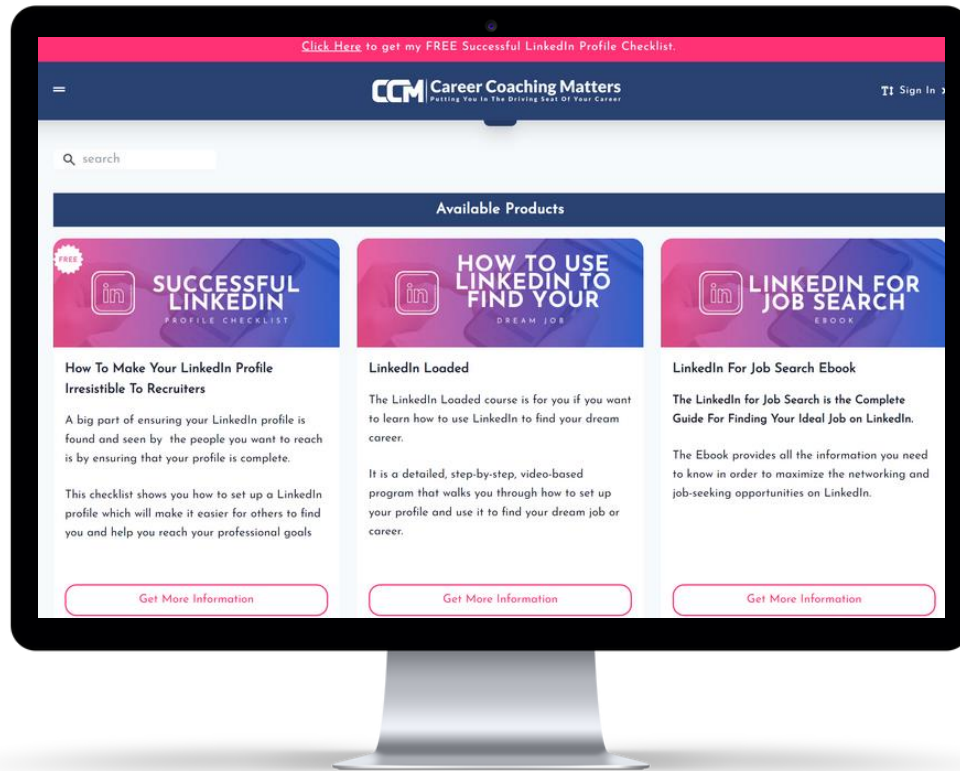 Click Here to get my FREE Successful LinkedIn Profile Checklist.
CCM Career Coaching Matters
Putting You In The Driving Seat Of Your Career
Sign In
search
Available Products
FREE
in
SUCCESSFUL
LINKEDIN
PROFILE CHECKLIST
How To Make Your LinkedIn Profile
Irresistible To Recruiters
A big part of ensuring your LinkedIn profile is
found and seen by the people you want to reach
is by ensuring that your profile is complete.
This checklist shows you how to set up a LinkedIn
profile which will make it easier for others to find
you and help you reach your professional goals
Get More Information
in
HOW TO USE
LINKEDIN TO
FIND YOUR
DREAM JOB
LinkedIn Loaded
The LinkedIn Loaded course is for you if you want
to learn how to use LinkedIn to find your dream
career.
It is a detailed, step-by-step, video-based
program that walks you through how to set up
your profile and use it to find your dream job or
career.
Get More Information
in
LINKEDIN FOR
JOB SEARCH
EBOOK
LinkedIn For Job Search Ebook
The LinkedIn for Job Search is the Complete
Guide For Finding Your Ideal Job on LinkedIn.
The Ebook provides all the information you need
to know in order to maximize the networking and
job-seeking opportunities on LinkedIn.
Get More Information